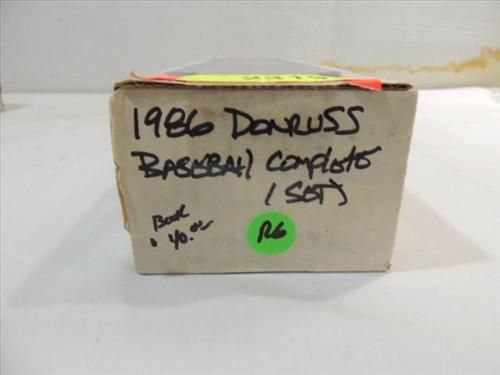 1986 DONRUSS
BASEBALL COMPLETE
(SET)
BOOK
40.00
R6